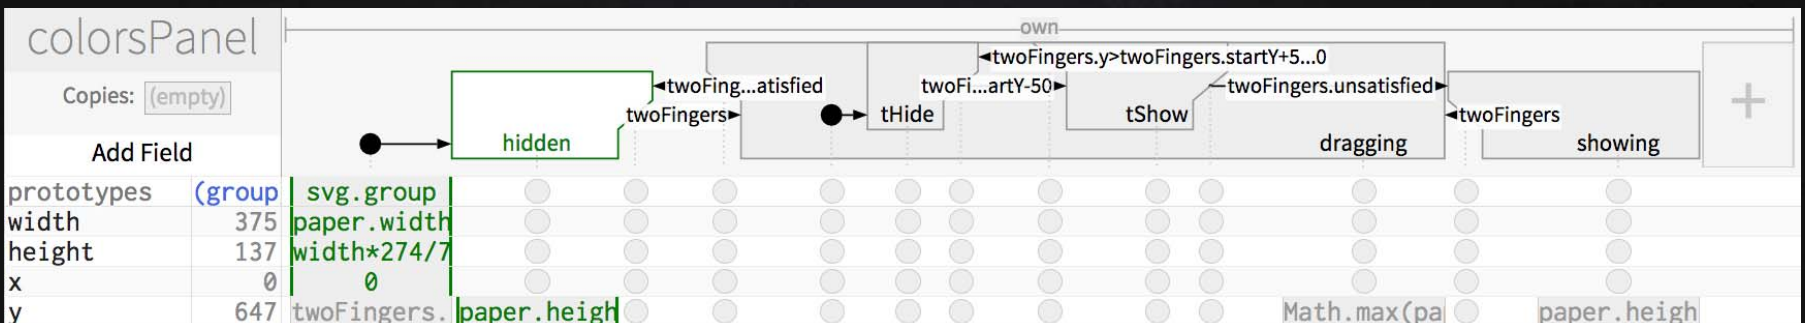 colorsPanel
own
◄twoFingers.y>twoFingers.startY+5...0
Copies: (empty)
◄twoFing...atisfied
twoFi...artY-50►
twoFingers.unsatisfied►
+
twoFingers►
tHide
tShow
◄twoFingers
Add Field
hidden
dragging
showing
prototypes (group svg.group
width 375 paper.width
height 137 width*274/7
x 0 0
y 647 twoFingers. paper.heigh Math.max(pa paper.heigh